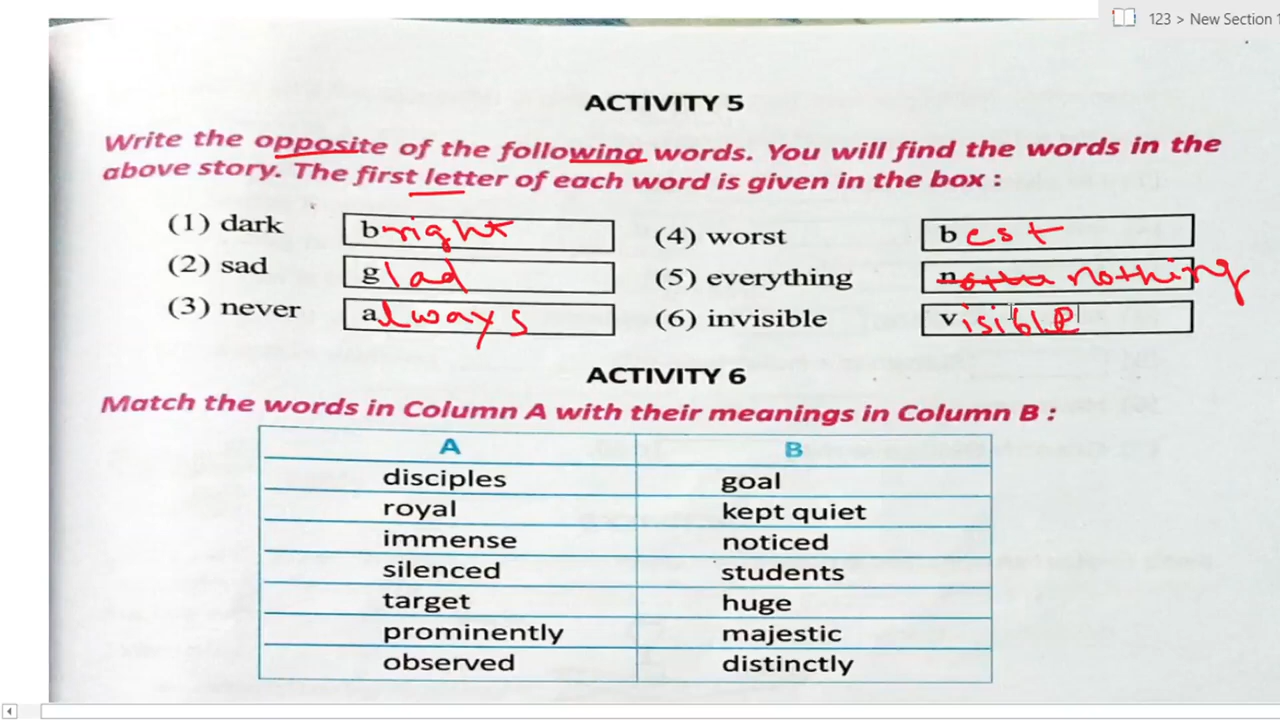 123 > New Section 1
ACTIVITY 5
Write the opposite of the following words. You will find the words in the
above story. The first letter of each word is given in the box :
(1) dark bright (4) worst best
(2) sad glad (5) everything nothing
(3) never always (6) invisible visible
ACTIVITY 6
Match the words in Column A with their meanings in Column B :
A B
disciples goal
royal kept quiet
immense noticed
silenced students
target huge
prominently majestic
observed distinctly